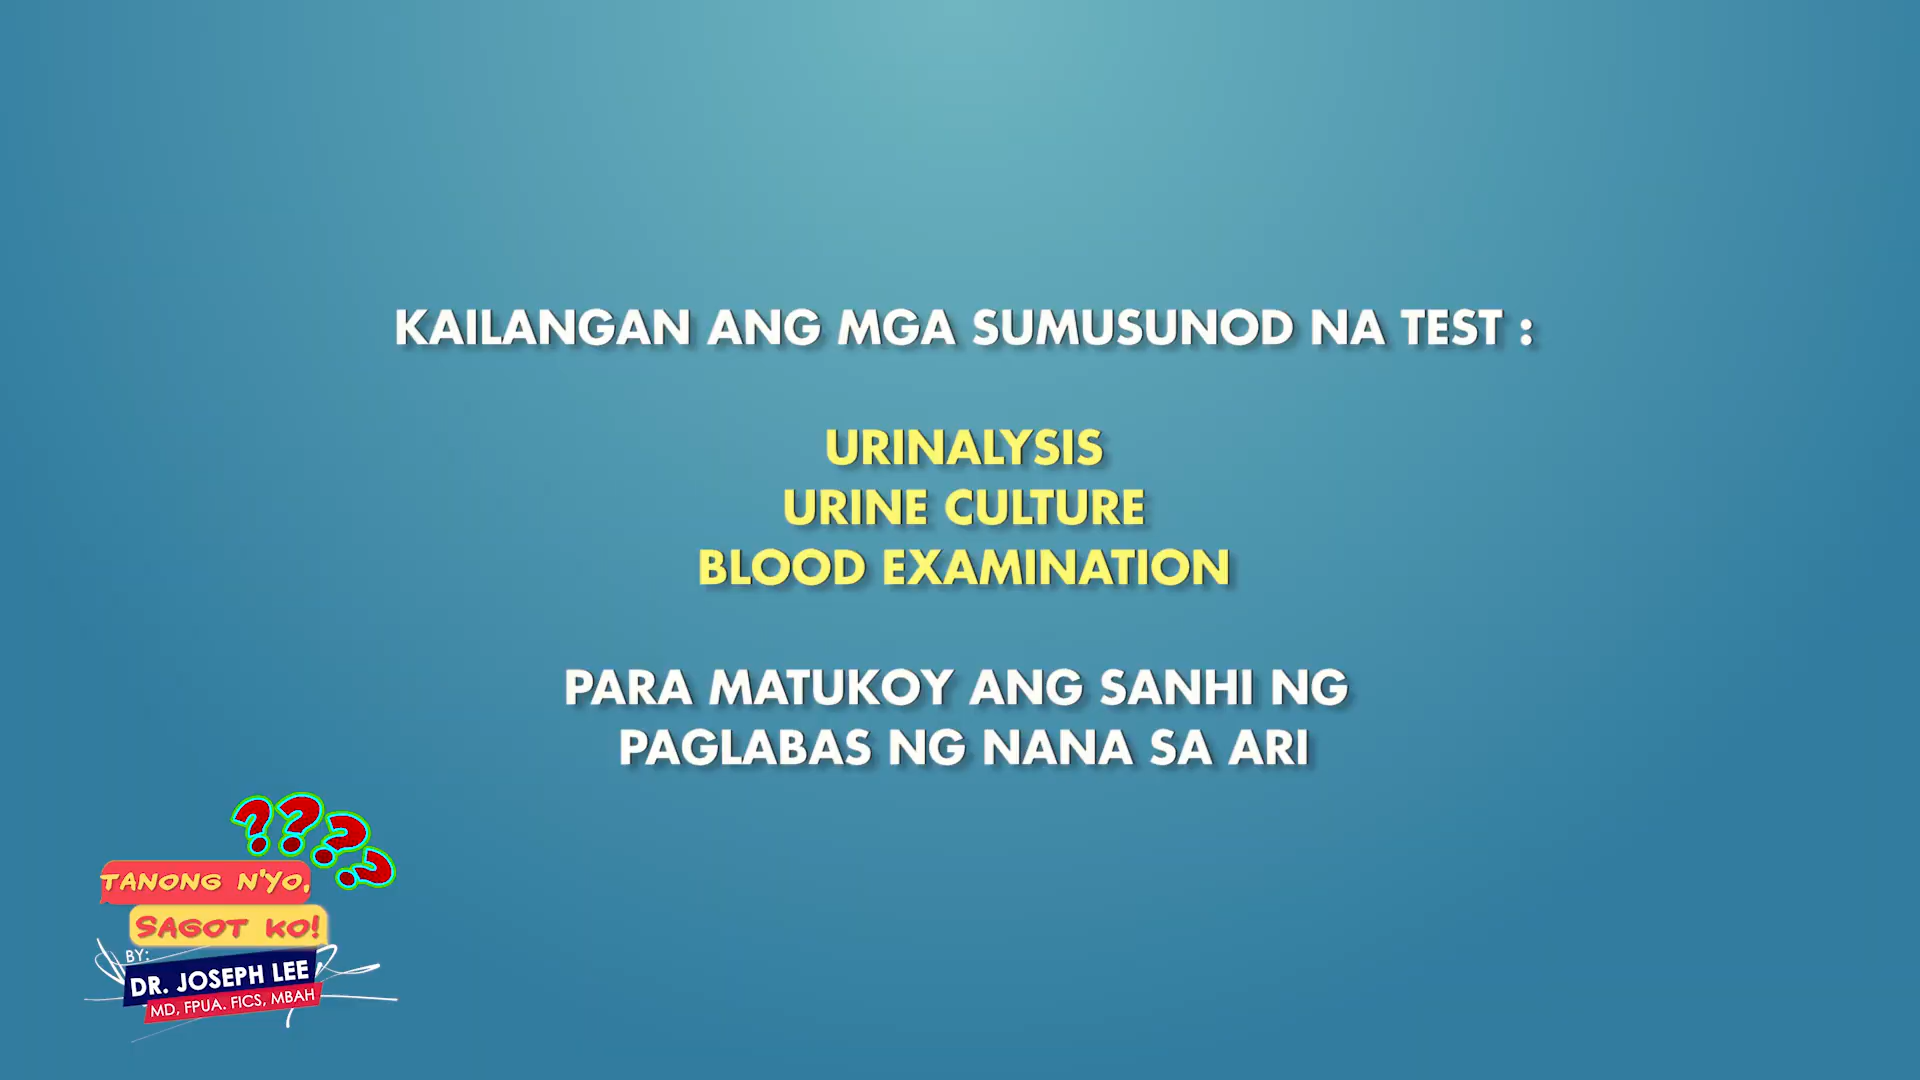 KAILANGAN ANG MGA SUMUSUNOD NA TEST :
URINALYSIS
URINE CULTURE
BLOOD EXAMINATION
PARA MATUKOY ANG SANHI NG
PAGLABAS NG NANA SA ARI
????
TANONG N'YO,
SAGOT KO!
BY:
DR. JOSEPH LEE
MD, FPUA. FICS, MBAH